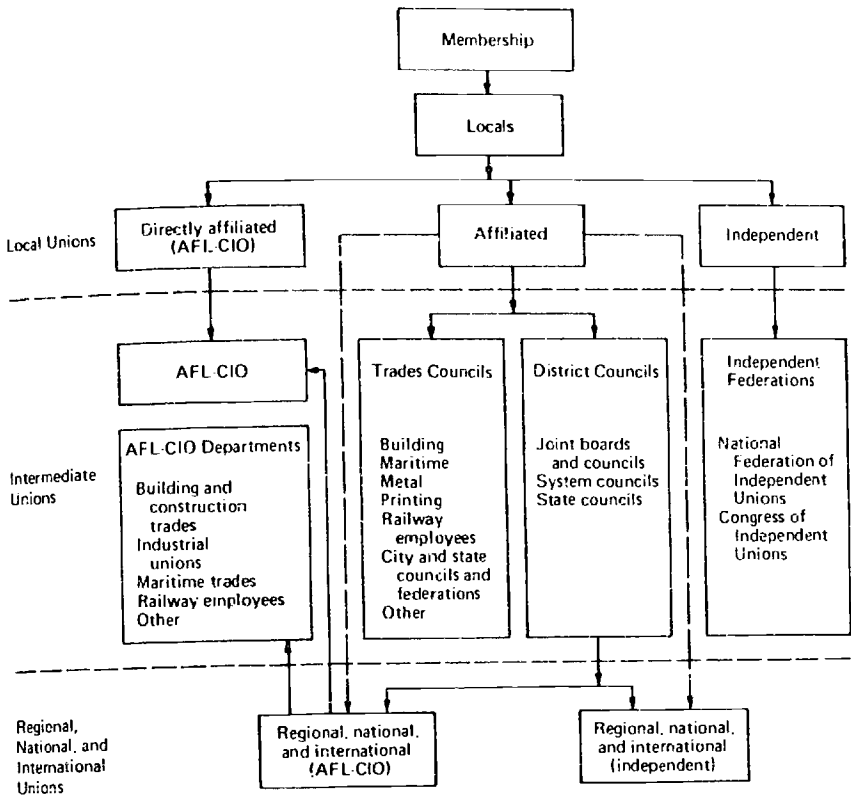 Membership
Locals
Local Unions
Directly affiliated
(AFL-CIO)
Affiliated
Independent
Intermediate
Unions
AFL-CIO
AFL-CIO Departments
Building and
construction
trades
Industrial
unions
Maritime trades
Railway employees
Other
Trades Councils
Building
Maritime
Metal
Printing
Railway
employees
City and state
councils and
federations
Other
District Councils
Joint boards
and councils
System councils
State councils
Independent
Federations
National
Federation of
Independent
Unions
Congress of
Independent
Unions
Regional,
National, and
International
Unions
Regional, national,
and international
(AFL-CIO)
Regional, national,
and international
(independent)